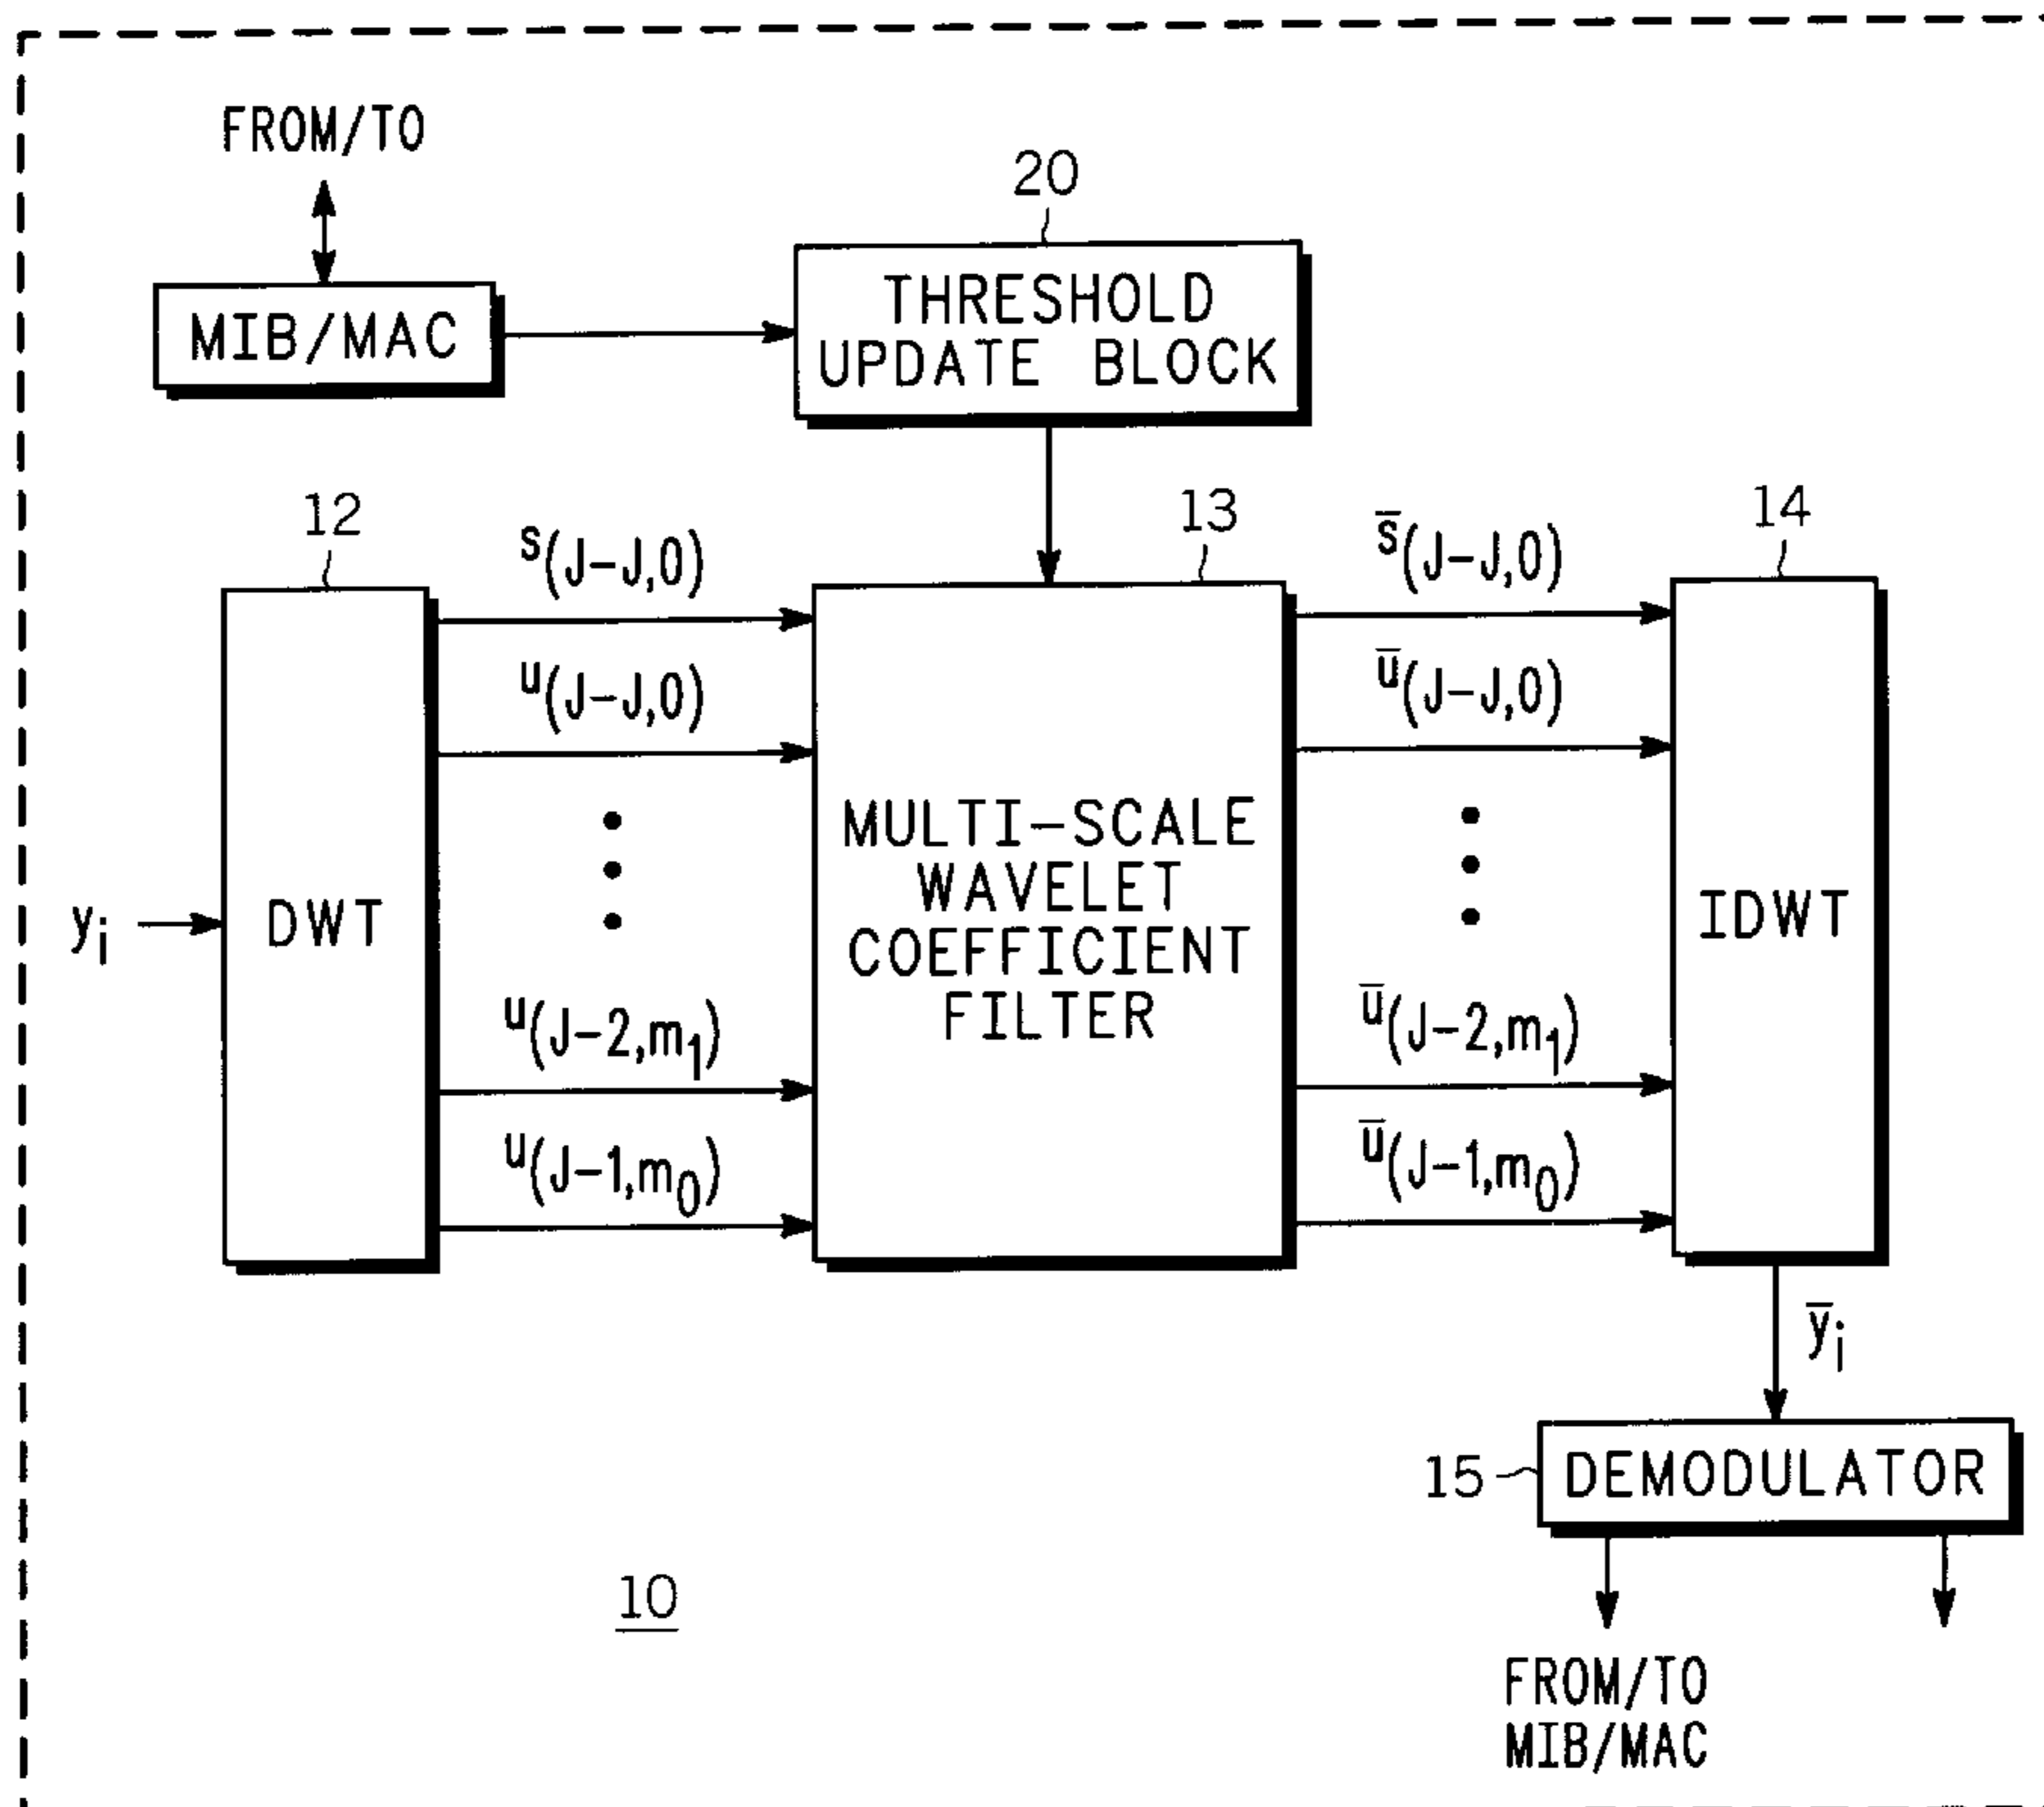 FROM/TO
20
MIB/MAC
THRESHOLD
UPDATE BLOCK
12
13
14
s(J-J,0)
s̅(J-J,0)
u(J-J,0)
u̅(J-J,0)
yi
DWT
MULTI-SCALE
WAVELET
COEFFICIENT
FILTER
IDWT
u(J-2,m1)
u̅(J-2,m1)
u(J-1,m0)
u̅(J-1,m0)
y̅i
15
DEMODULATOR
10
FROM/TO
MIB/MAC